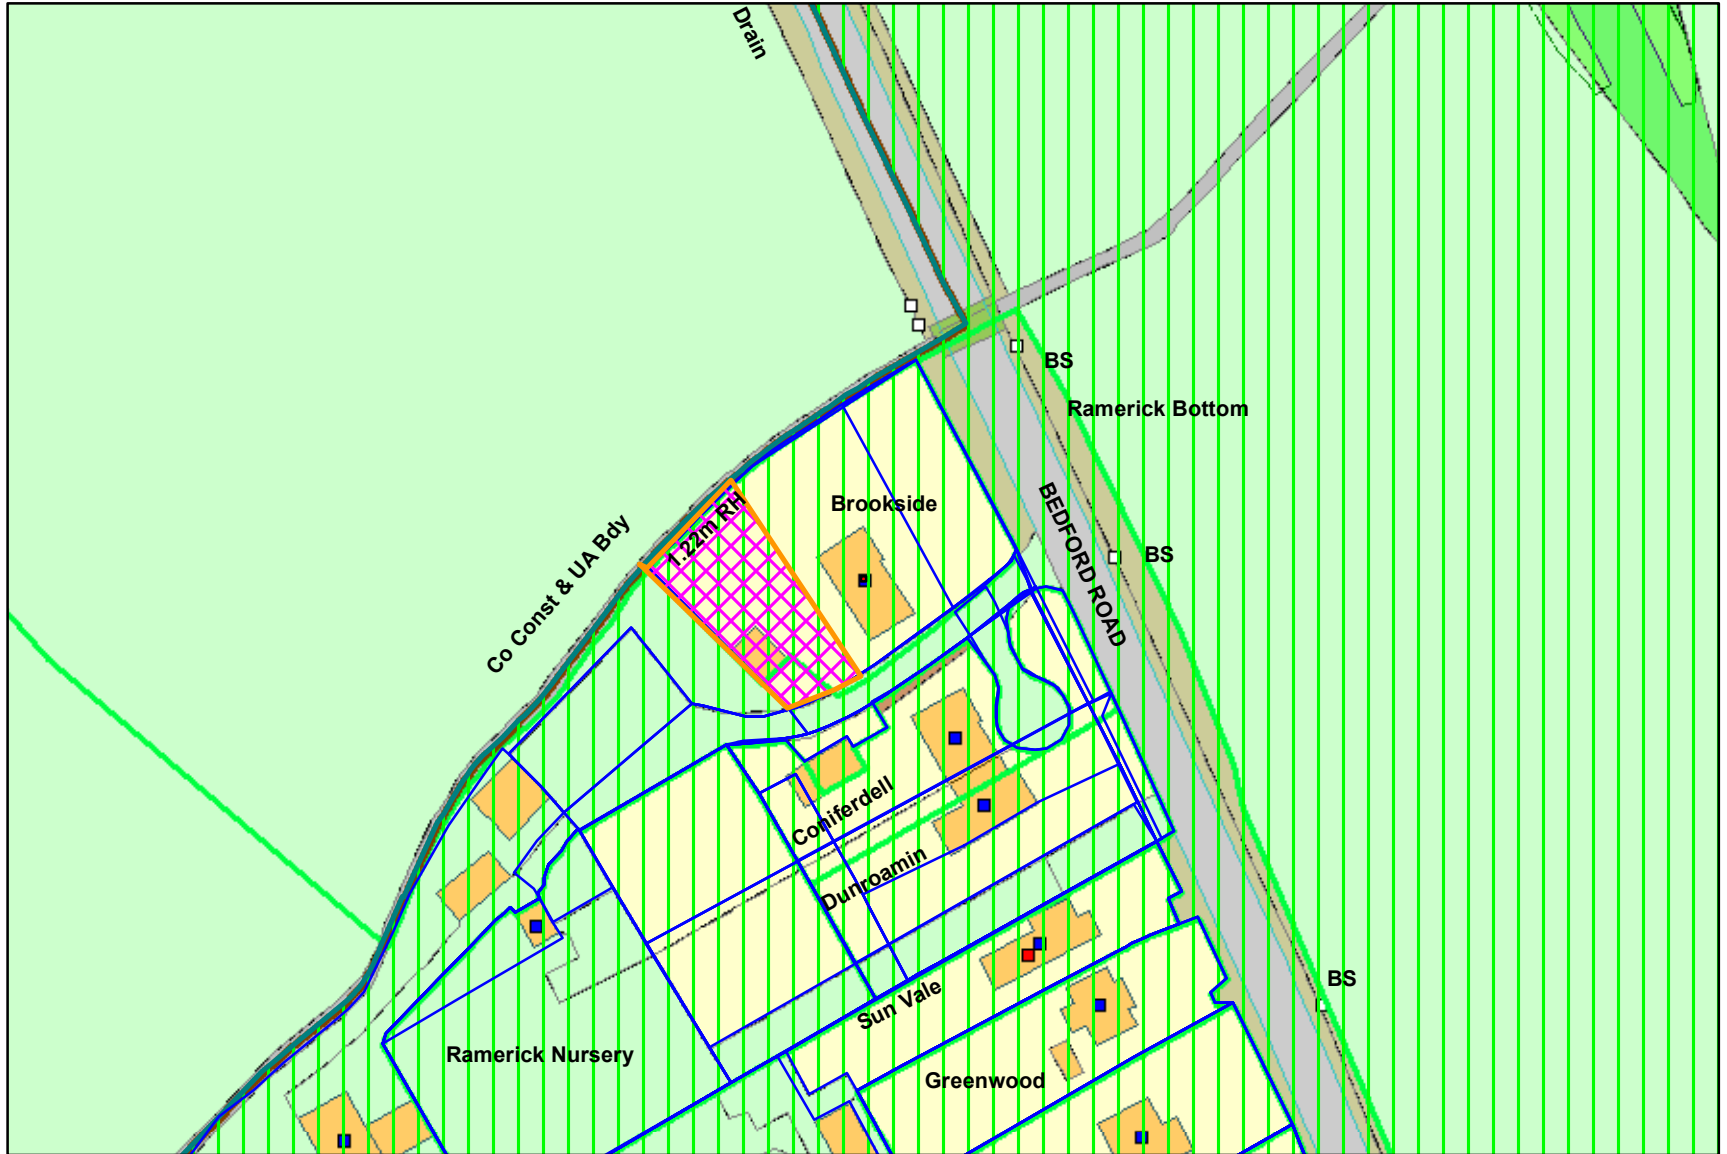 Drain
BS
Ramerick Bottom
1.22m RH
Brookside
BEDFORD ROAD
BS
Co Const & UA Bdy
Coniferdell
Dunroamin
Sun Vale
BS
Ramerick Nursery
Greenwood